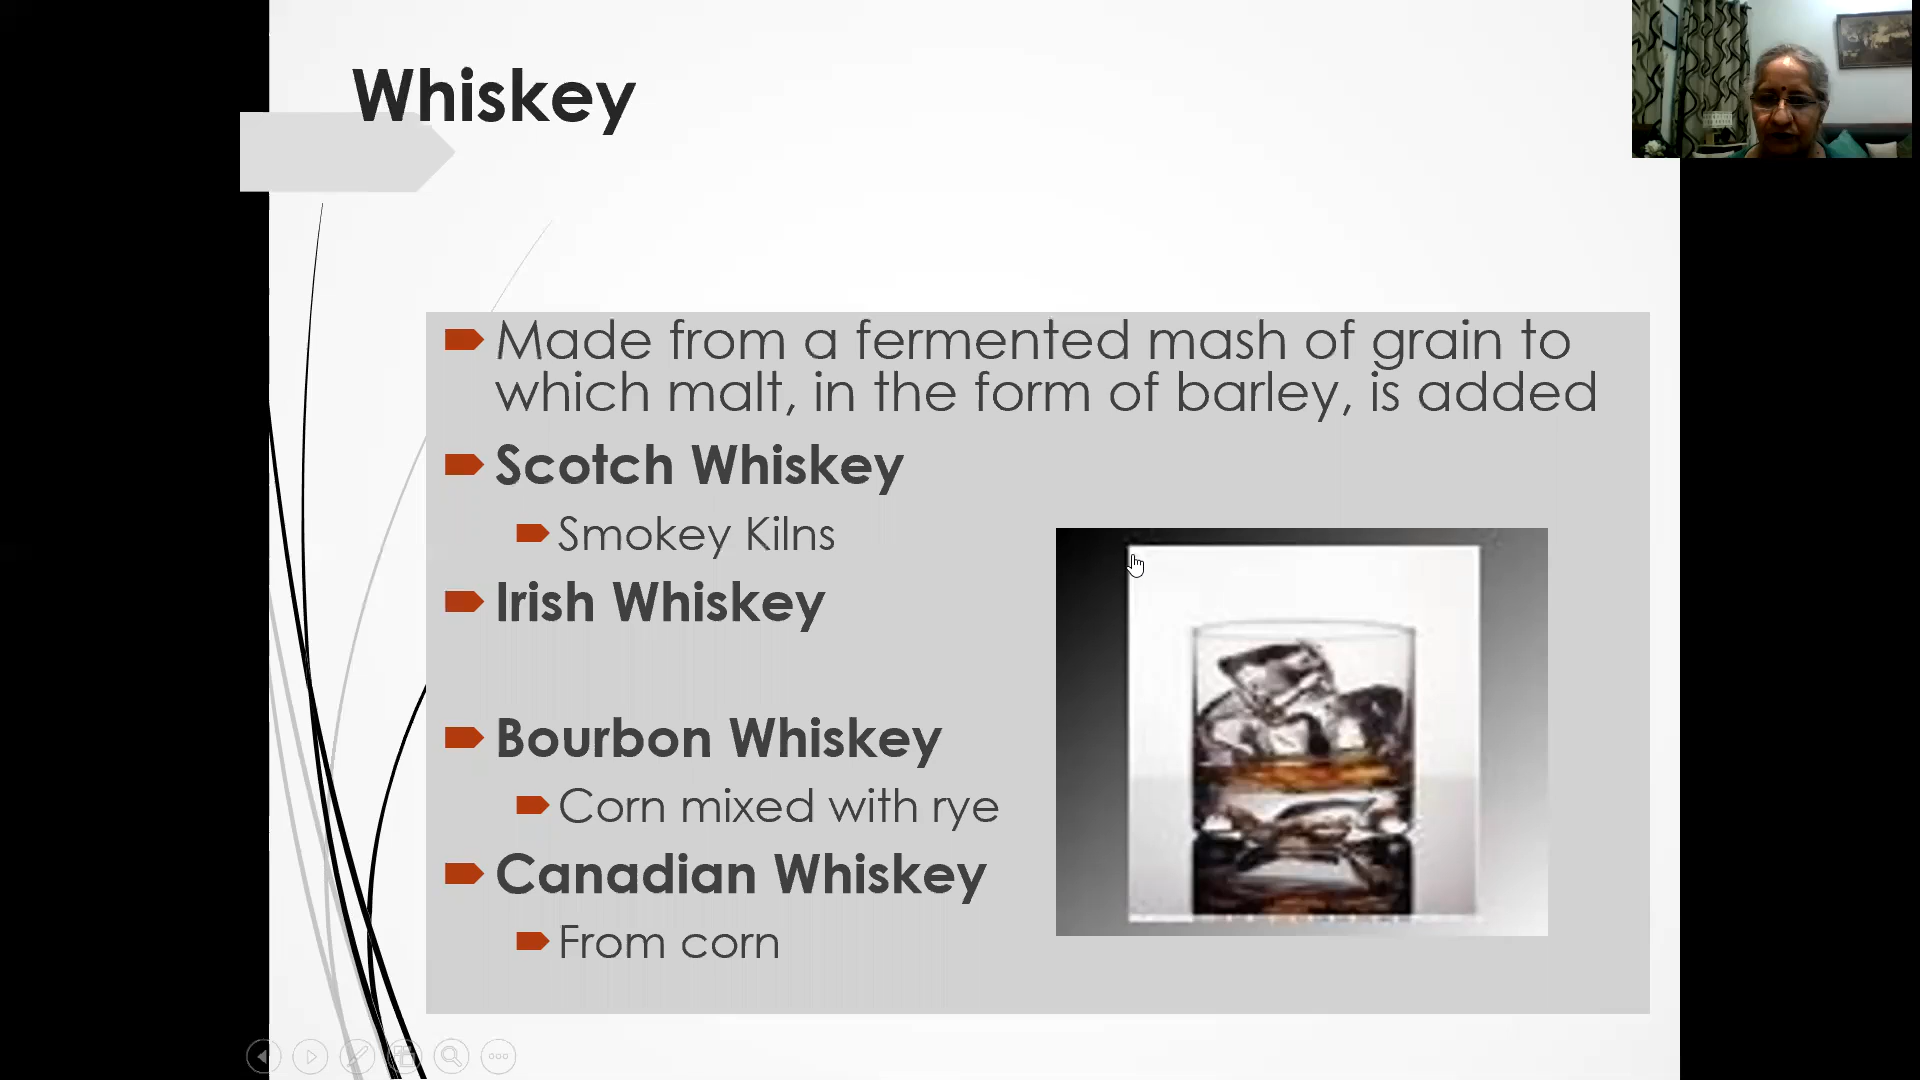 Whiskey
Made from a fermented mash of grain to
which malt, in the form of barley, is added
Scotch Whiskey
Smokey Kilns
Irish Whiskey
Bourbon Whiskey
Corn mixed with rye
Canadian Whiskey
From corn